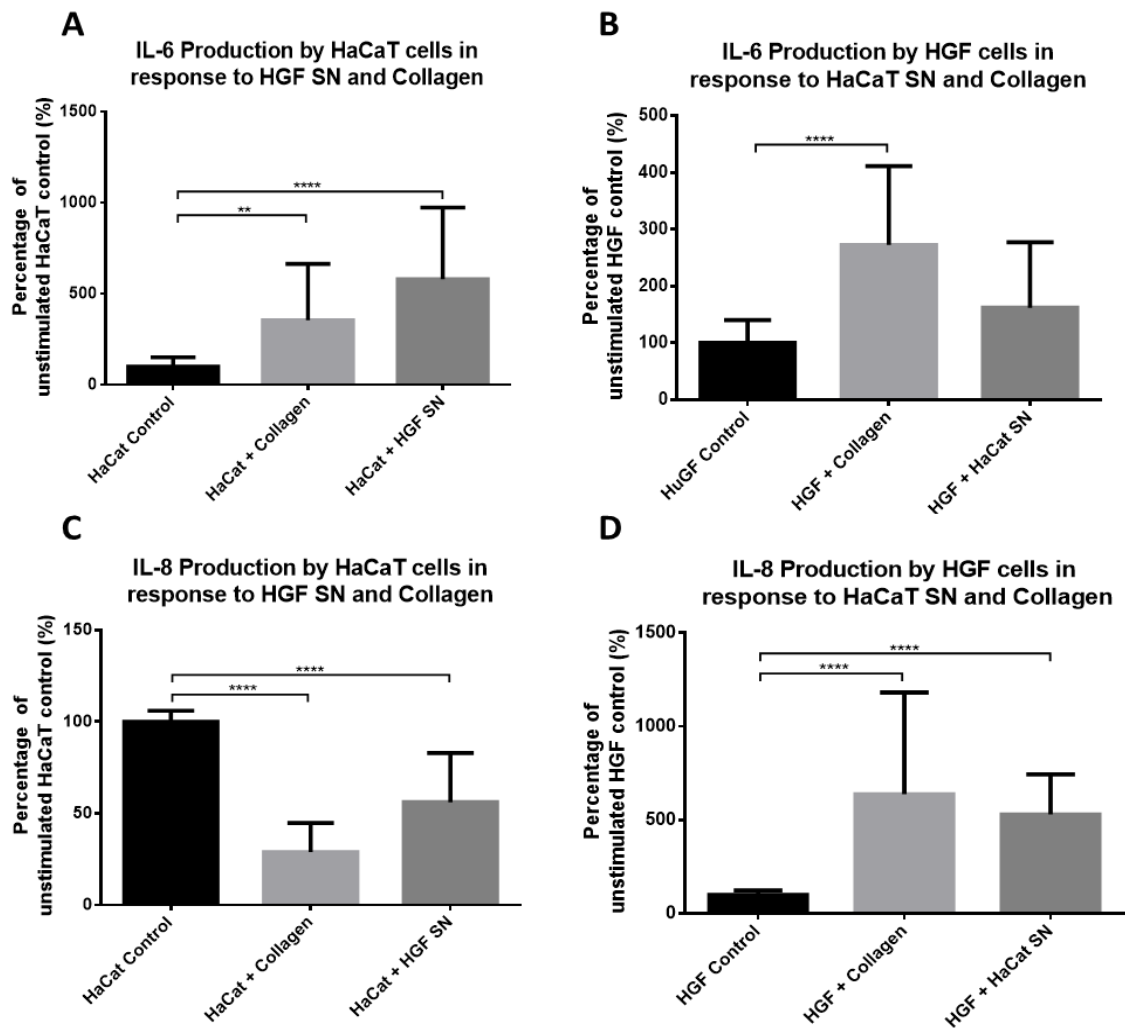 A
IL-6 Production by HaCaT cells in
response to HGF SN and Collagen
Percentage of
unstimulated HaCaT control (%)
1500
1000
500
0
****
**
HaCat Control
HaCat + Collagen
HaCat + HGF SN
B
IL-6 Production by HGF cells in
response to HaCaT SN and Collagen
Percentage of
unstimulated HGF control (%)
500
400
300
200
100
0
****
HuGF Control
HGF + Collagen
HGF + HaCat SN
C
IL-8 Production by HaCaT cells in
response to HGF SN and Collagen
Percentage of
unstimulated HaCaT control (%)
150
100
50
0
****
****
HaCat Control
HaCat + Collagen
HaCat + HGF SN
D
IL-8 Production by HGF cells in
response to HaCaT SN and Collagen
Percentage of
unstimulated HGF control (%)
1500
1000
500
0
****
****
HGF Control
HGF + Collagen
HGF + HaCat SN